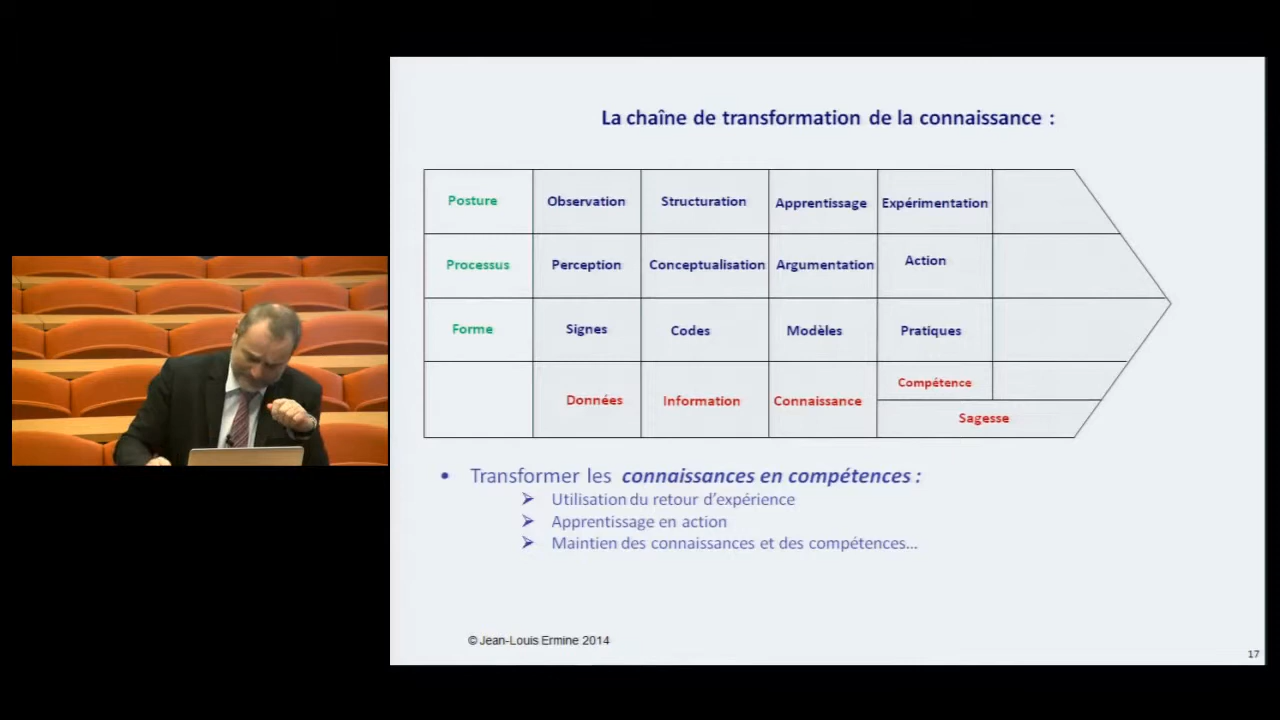 La chaîne de transformation de la connaissance :
Posture Observation Structuration Apprentissage Expérimentation
Processus Perception Conceptualisation Argumentation Action
Forme Signes Codes Modèles Pratiques
Données Information Connaissance Compétence
Sagesse
• Transformer les connaissances en compétences :
➢ Utilisation du retour d’expérience
➢ Apprentissage en action
➢ Maintien des connaissances et des compétences…
© Jean-Louis Ermine 2014
17